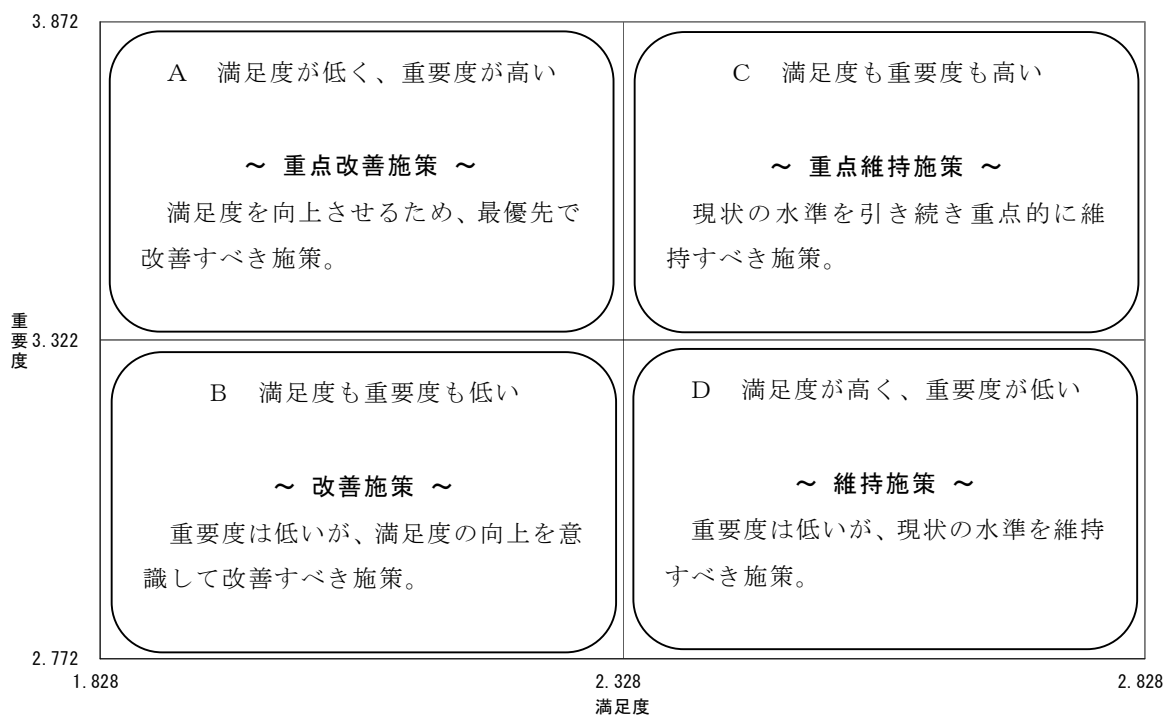 3.872
A 満足度が低く、重要度が高い
～ 重点改善施策 ～
満足度を向上させるため、最優先で
改善すべき施策。
C 満足度も重要度も高い
～ 重点維持施策 ～
現状の水準を引き続き重点的に維
持すべき施策。
重要度
3.322
B 満足度も重要度も低い
～ 改善施策 ～
重要度は低いが、満足度の向上を意
識して改善すべき施策。
D 満足度が高く、重要度が低い
～ 維持施策 ～
重要度は低いが、現状の水準を維持
すべき施策。
2.772
1.828
2.328
2.828
満足度